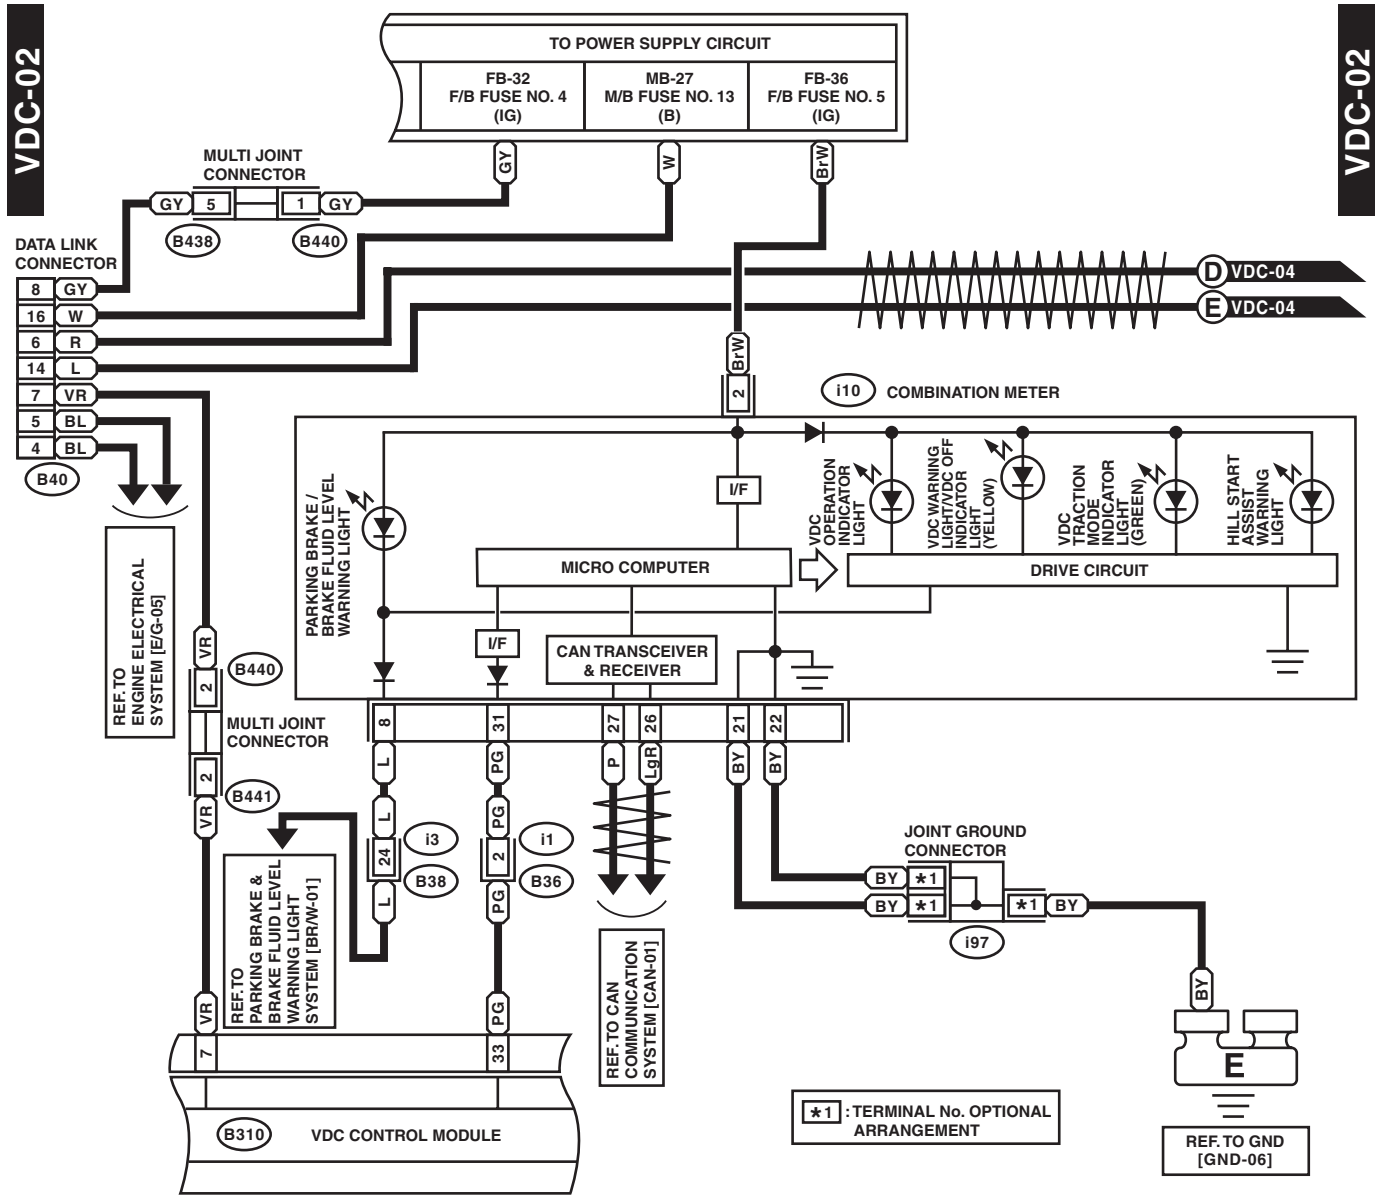 VDC-02
VDC-02
TO POWER SUPPLY CIRCUIT
FB-32
F/B FUSE NO. 4
(IG)
MB-27
M/B FUSE NO. 13
(B)
FB-36
F/B FUSE NO. 5
(IG)
GY
W
BrW
MULTI JOINT
CONNECTOR
GY 5 1 GY
B438 B440
DATA LINK
CONNECTOR
8 GY
16 W
6 R
14 L
7 VR
5 BL
4 BL
B40
D VDC-04
E VDC-04
BrW
2
i10 COMBINATION METER
PARKING BRAKE /
BRAKE FLUID LEVEL
WARNING LIGHT
I/F
VDC
OPERATION
INDICATOR
LIGHT
VDC WARNING
LIGHT/VDC OFF
INDICATOR
LIGHT
(YELLOW)
VDC
TRACTION
MODE
INDICATOR
LIGHT
(GREEN)
HILL START
ASSIST
WARNING
LIGHT
MICRO COMPUTER
DRIVE CIRCUIT
I/F
CAN TRANSCEIVER
& RECEIVER
REF. TO
ENGINE ELECTRICAL
SYSTEM [E/G-05]
VR
2
B440
MULTI JOINT
CONNECTOR
2
B441
VR
8 31 27 26 21 22
L PG P LgR BY BY
L PG
24 2
i3
B38
i1
B36
L PG
REF. TO
PARKING BRAKE &
BRAKE FLUID LEVEL
WARNING LIGHT
SYSTEM [BR/W-01]
REF. TO CAN
COMMUNICATION
SYSTEM [CAN-01]
JOINT GROUND
CONNECTOR
BY *1
BY *1 *1 BY
i97
BY
E
REF. TO GND
[GND-06]
VR PG
7 33
B310 VDC CONTROL MODULE
*1 : TERMINAL No. OPTIONAL
ARRANGEMENT